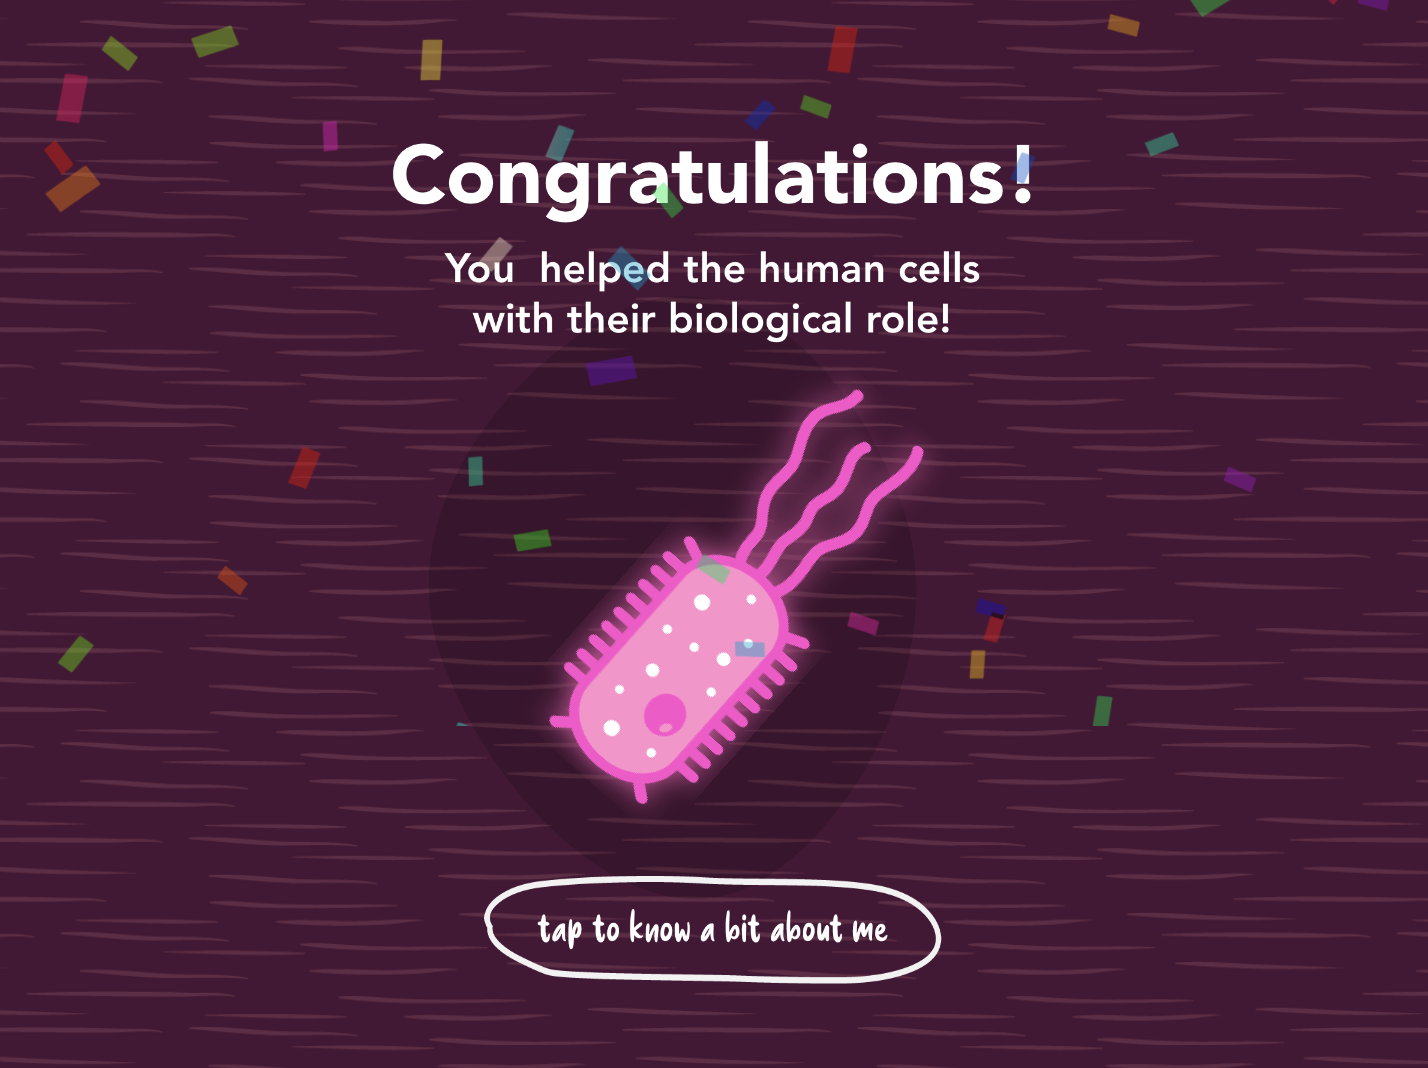 Congratulations!
You  helped the human cells
with their biological role!
tap to know a bit about me